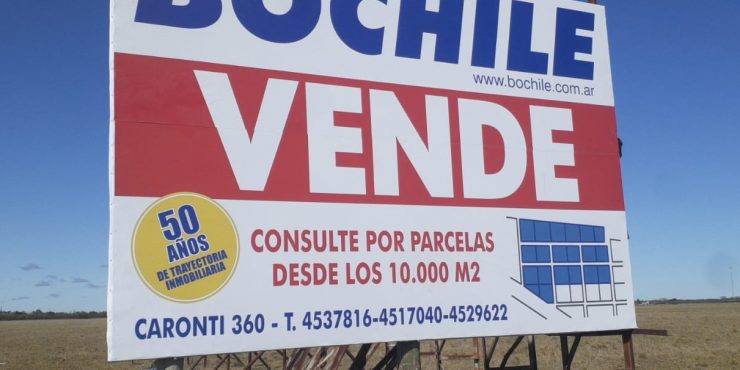 BOCHILE
www.bochile.com.ar
VENDE
50
AÑOS
DE TRAYECTORIA
INMOBILIARIA
CONSULTE POR PARCELAS
DESDE LOS 10.000 M2
CARONTI 360 - T. 4537816-4517040-4529622